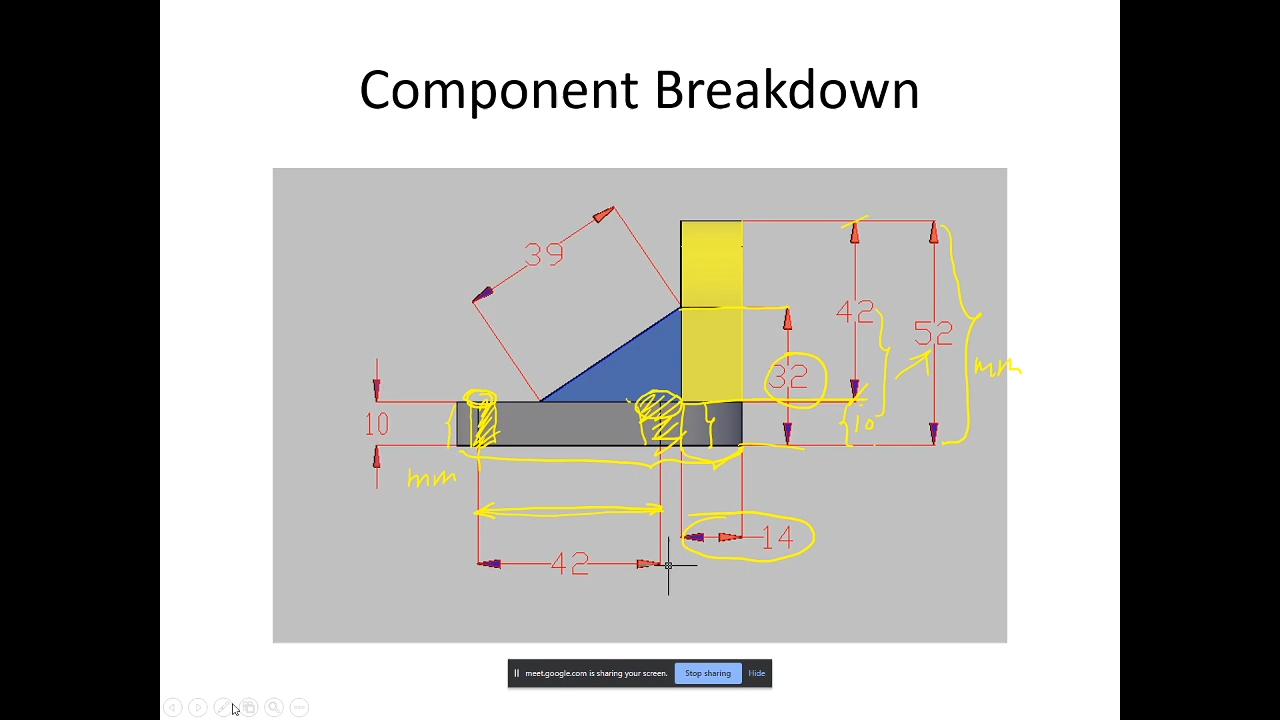 Component Breakdown
39
42
52
mm
32
10
10
mm
14
42
meet.google.com is sharing your screen.
Stop sharing
Hide